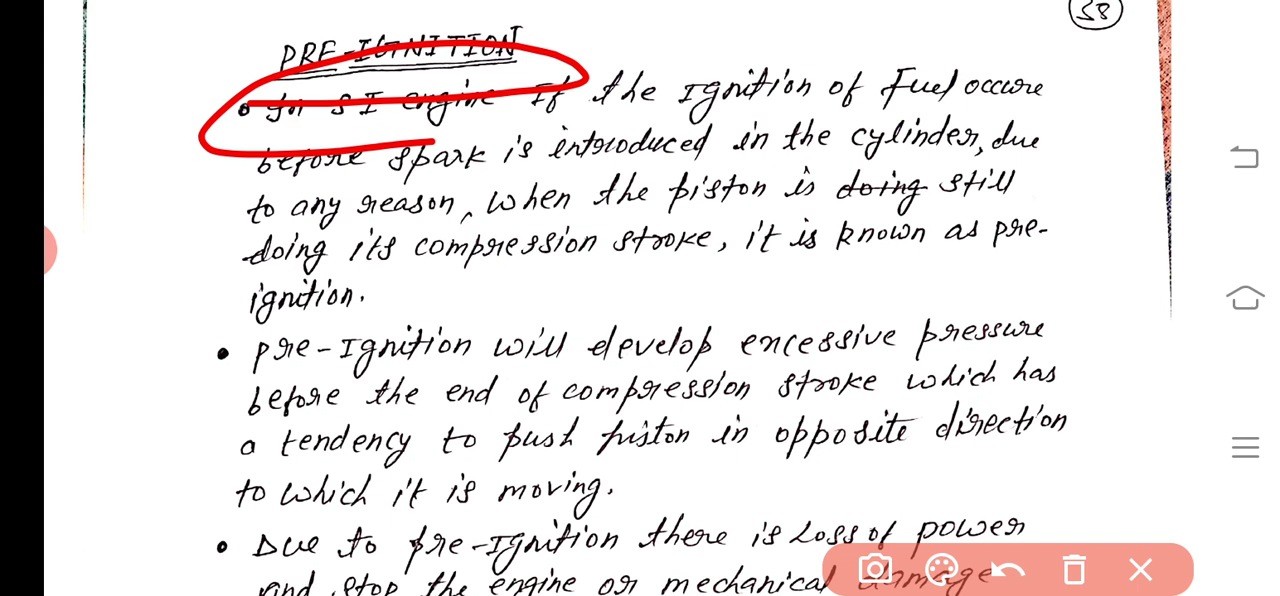 38
PRE-IGNITION
• In SI engine If the Ignition of Fuel occure
before spark is introduced in the cylinder, due
to any reason, when the piston is doing still
doing its compression stroke, it is known as pre-
ignition.
• Pre-Ignition will develop excessive pressure
before the end of compression stroke which has
a tendency to push piston in opposite direction
to which it is moving.
• Due to pre-Ignition there is Loss of power
and stop the engine or mechanical damage